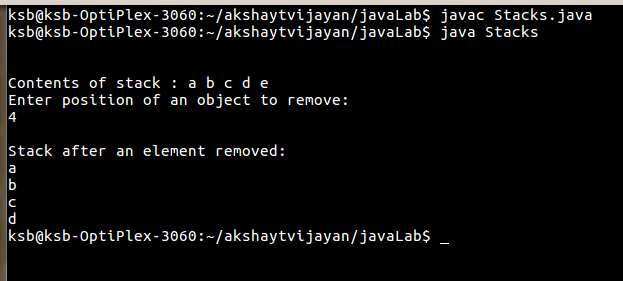 ksb@ksb-OptiPlex-3060:~/akshaytvijayan/javaLab$ javac Stacks.java
ksb@ksb-OptiPlex-3060:~/akshaytvijayan/javaLab$ java Stacks
Contents of stack : a b c d e
Enter position of an object to remove:
4
Stack after an element removed:
a
b
c
d
ksb@ksb-OptiPlex-3060:~/akshaytvijayan/javaLab$ _